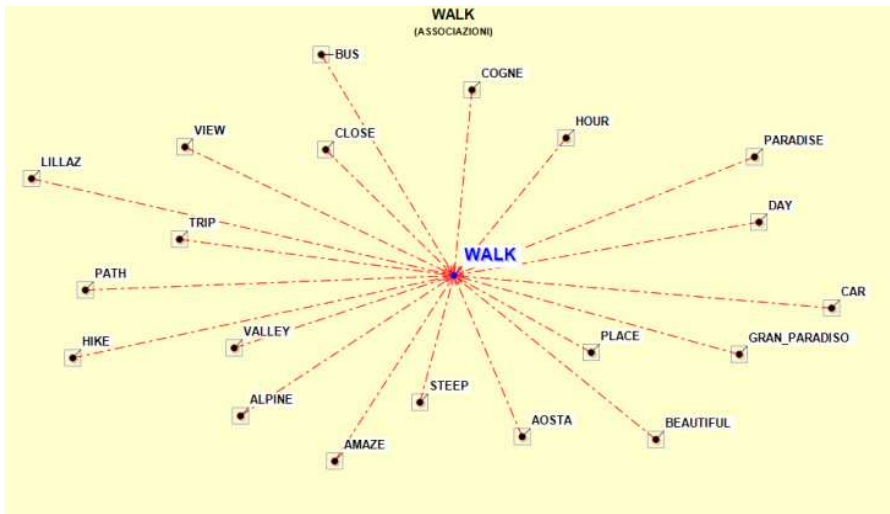 WALK
(ASSOCIAZIONI)
BUS
COGNE
HOUR
VIEW
CLOSE
PARADISE
LILLAZ
DAY
TRIP
WALK
PATH
CAR
HIKE
VALLEY
PLACE
GRAN_PARADISO
STEEP
ALPINE
AOSTA
BEAUTIFUL
AMAZE